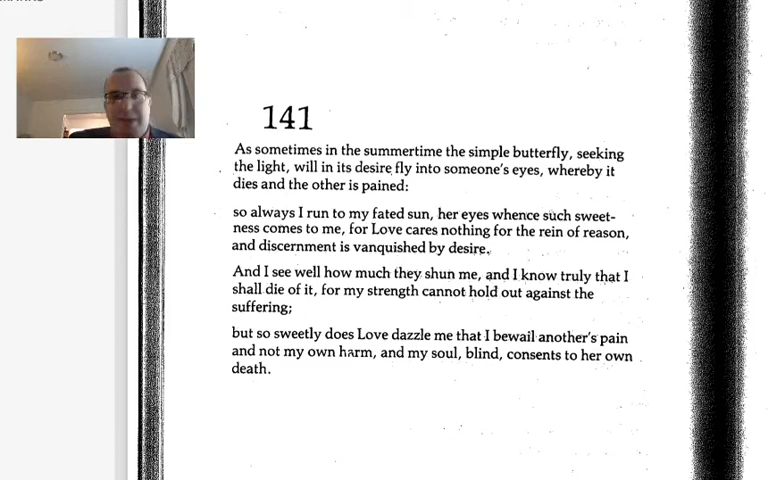 141
As sometimes in the summertime the simple butterfly, seeking
the light, will in its desire fly into someone's eyes, whereby it
dies and the other is pained:
so always I run to my fated sun, her eyes whence such sweet-
ness comes to me, for Love cares nothing for the rein of reason,
and discernment is vanquished by desire.
And I see well how much they shun me, and I know truly that I
shall die of it, for my strength cannot hold out against the
suffering;
but so sweetly does Love dazzle me that I bewail another's pain
and not my own harm, and my soul, blind, consents to her own
death.